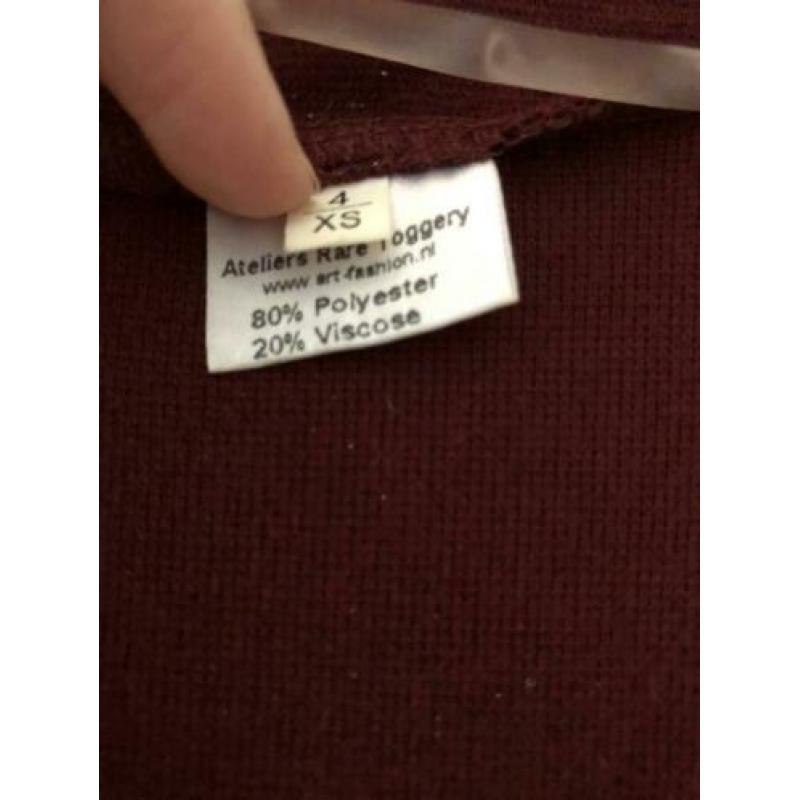 4
XS
Ateliers Rare Toggery
www.art-fashion.nl
80% Polyester
20% Viscose